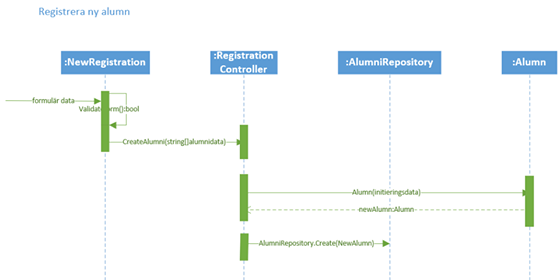 Registrera ny alumn
:NewRegistration
:Registration
Controller
:AlumniRepository
:Alumn
formulär data
ValidateForm():bool
CreateAlumni(string[]alumnidata)
Alumn(initieringsdata)
newAlumn:Alumn
AlumniRepository.Create(NewAlumn)